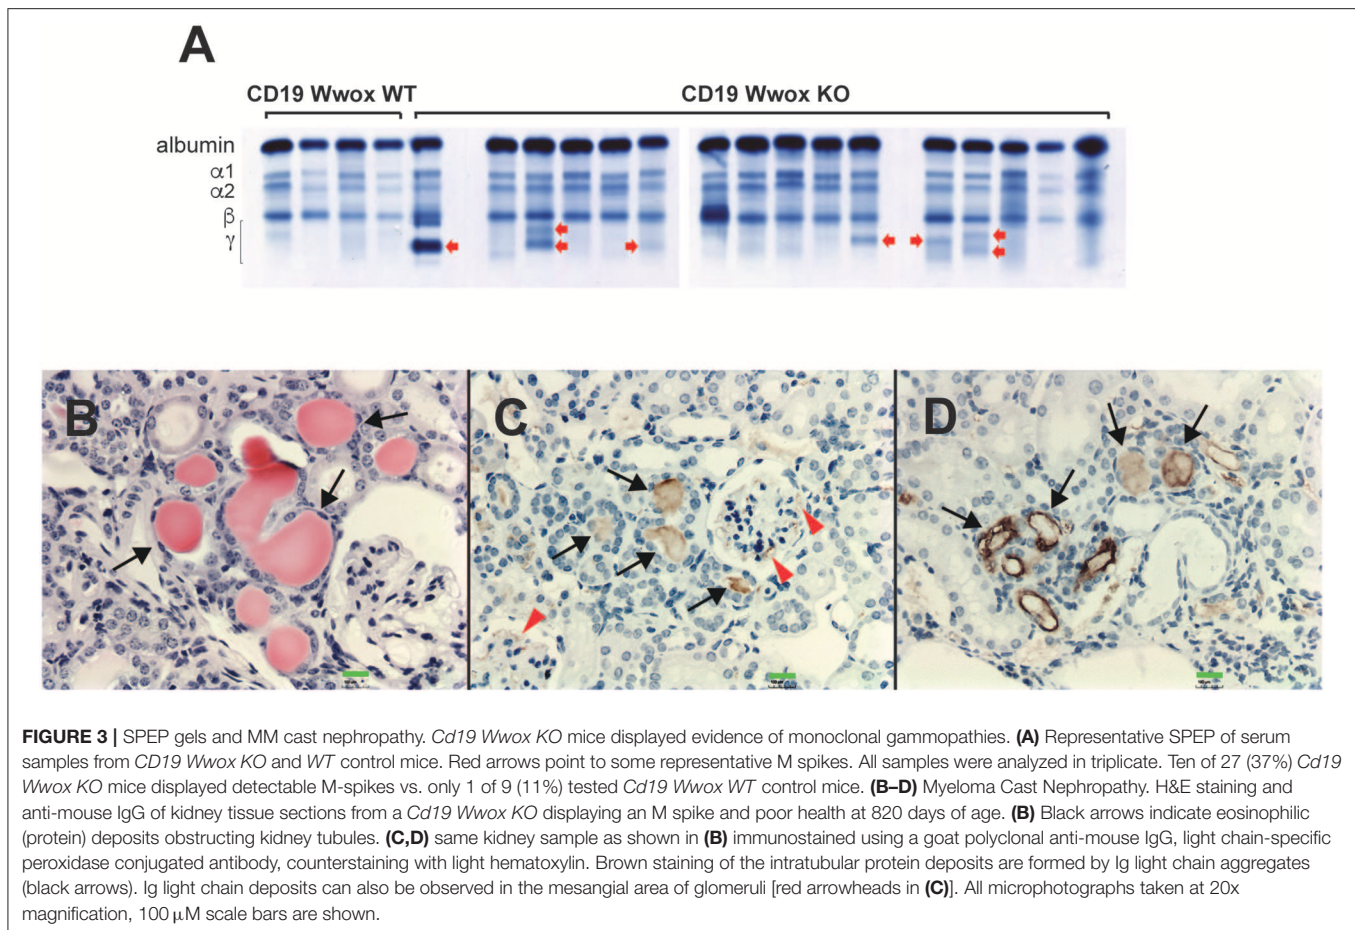 A
CD19 Wwox WT
CD19 Wwox KO
albumin
α1
α2
β
γ
B
C
D
FIGURE 3 | SPEP gels and MM cast nephropathy. Cd19 Wwox KO mice displayed evidence of monoclonal gammopathies. (A) Representative SPEP of serum
samples from CD19 Wwox KO and WT control mice. Red arrows point to some representative M spikes. All samples were analyzed in triplicate. Ten of 27 (37%) Cd19
Wwox KO mice displayed detectable M-spikes vs. only 1 of 9 (11%) tested Cd19 Wwox WT control mice. (B–D) Myeloma Cast Nephropathy. H&E staining and
anti-mouse IgG of kidney tissue sections from a Cd19 Wwox KO displaying an M spike and poor health at 820 days of age. (B) Black arrows indicate eosinophilic
(protein) deposits obstructing kidney tubules. (C,D) same kidney sample as shown in (B) immunostained using a goat polyclonal anti-mouse IgG, light chain-specific
peroxidase conjugated antibody, counterstaining with light hematoxylin. Brown staining of the intratubular protein deposits are formed by Ig light chain aggregates
(black arrows). Ig light chain deposits can also be observed in the mesangial area of glomeruli [red arrowheads in (C)]. All microphotographs taken at 20x
magnification, 100 μM scale bars are shown.